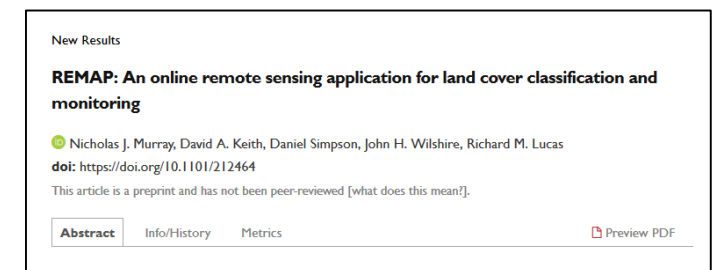 New Results
REMAP: An online remote sensing application for land cover classification and
monitoring
iD Nicholas J. Murray, David A. Keith, Daniel Simpson, John H. Wilshire, Richard M. Lucas
doi: https://doi.org/10.1101/212464
This article is a preprint and has not been peer-reviewed [what does this mean?].
Abstract Info/History Metrics Preview PDF